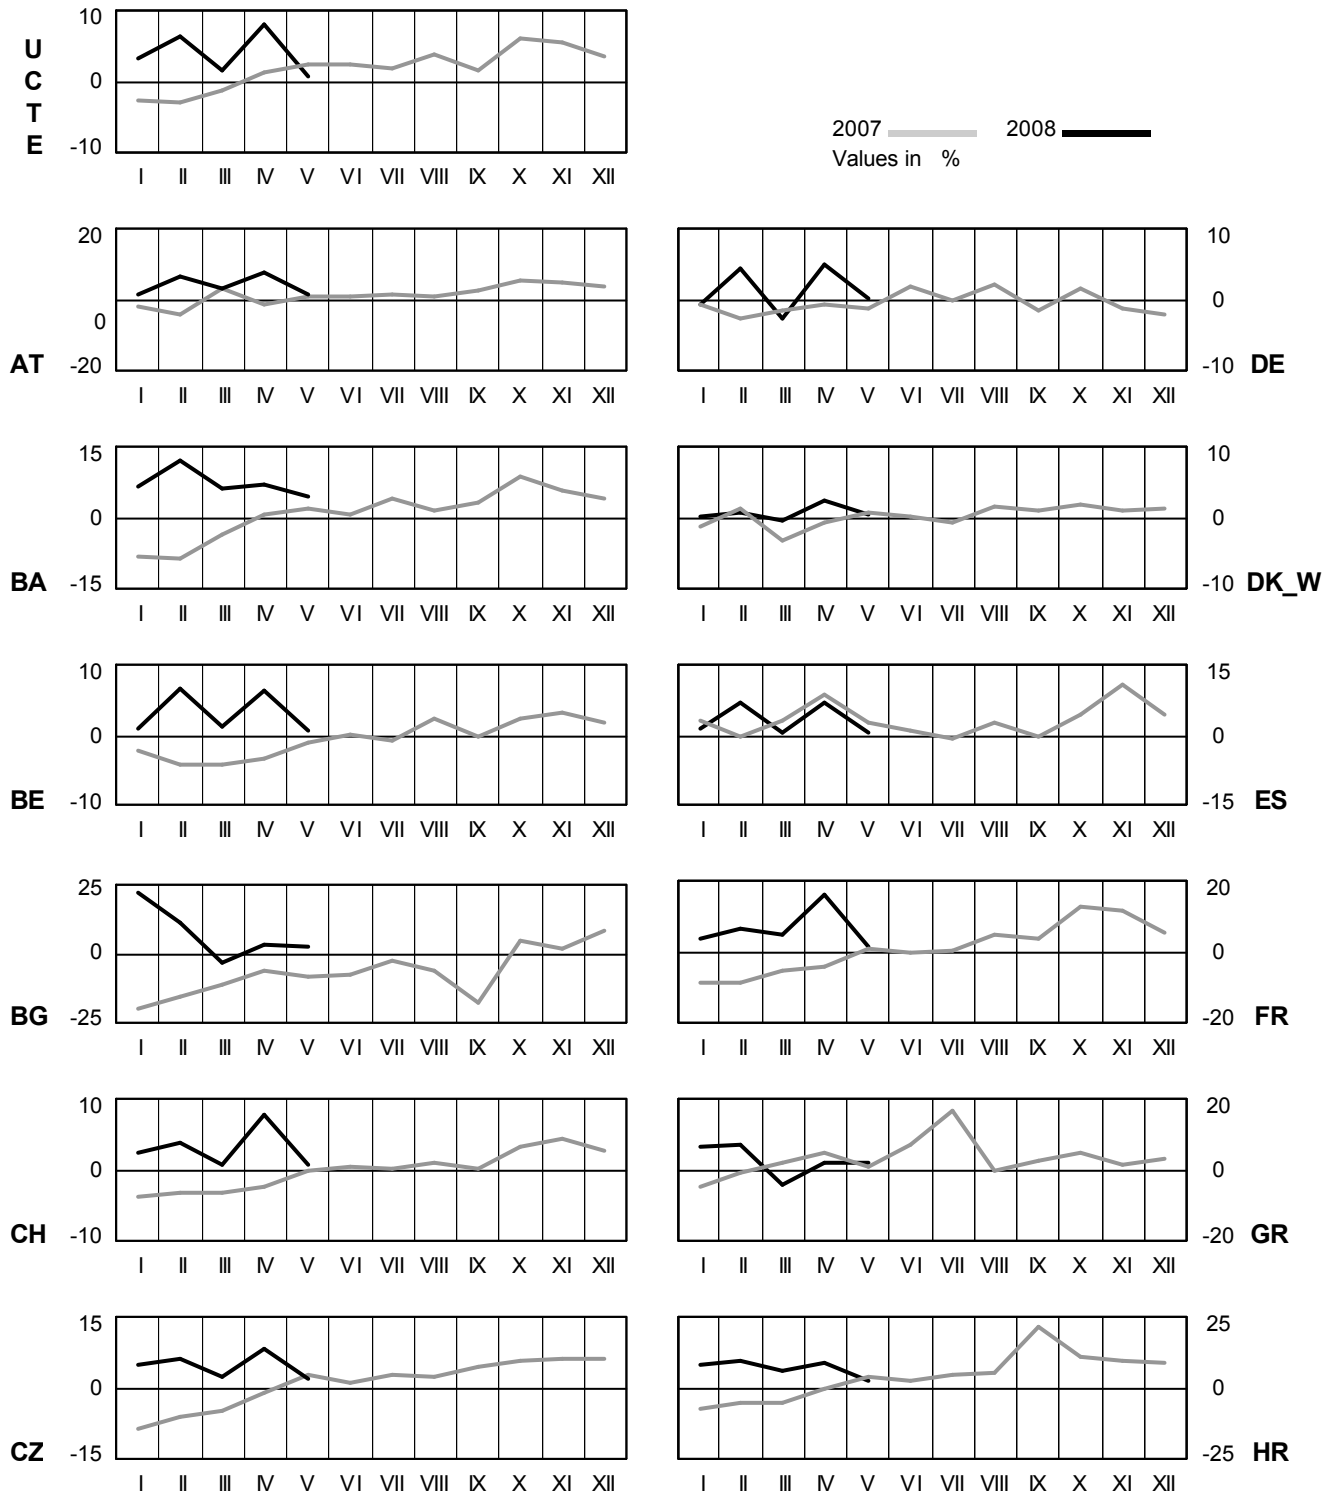 10
U
C
T
E
0
-10
I II III IV V VI VII VIII IX X XI XII
2007 2008
Values in %
20
0
AT -20
I II III IV V VI VII VIII IX X XI XII
10
0
-10 DE
I II III IV V VI VII VIII IX X XI XII
15
0
BA -15
I II III IV V VI VII VIII IX X XI XII
10
0
-10 DK_W
I II III IV V VI VII VIII IX X XI XII
10
0
BE -10
I II III IV V VI VII VIII IX X XI XII
15
0
-15 ES
I II III IV V VI VII VIII IX X XI XII
25
0
BG -25
I II III IV V VI VII VIII IX X XI XII
20
0
-20 FR
I II III IV V VI VII VIII IX X XI XII
10
0
CH -10
I II III IV V VI VII VIII IX X XI XII
20
0
-20 GR
I II III IV V VI VII VIII IX X XI XII
15
0
CZ -15
I II III IV V VI VII VIII IX X XI XII
25
0
-25 HR
I II III IV V VI VII VIII IX X XI XII